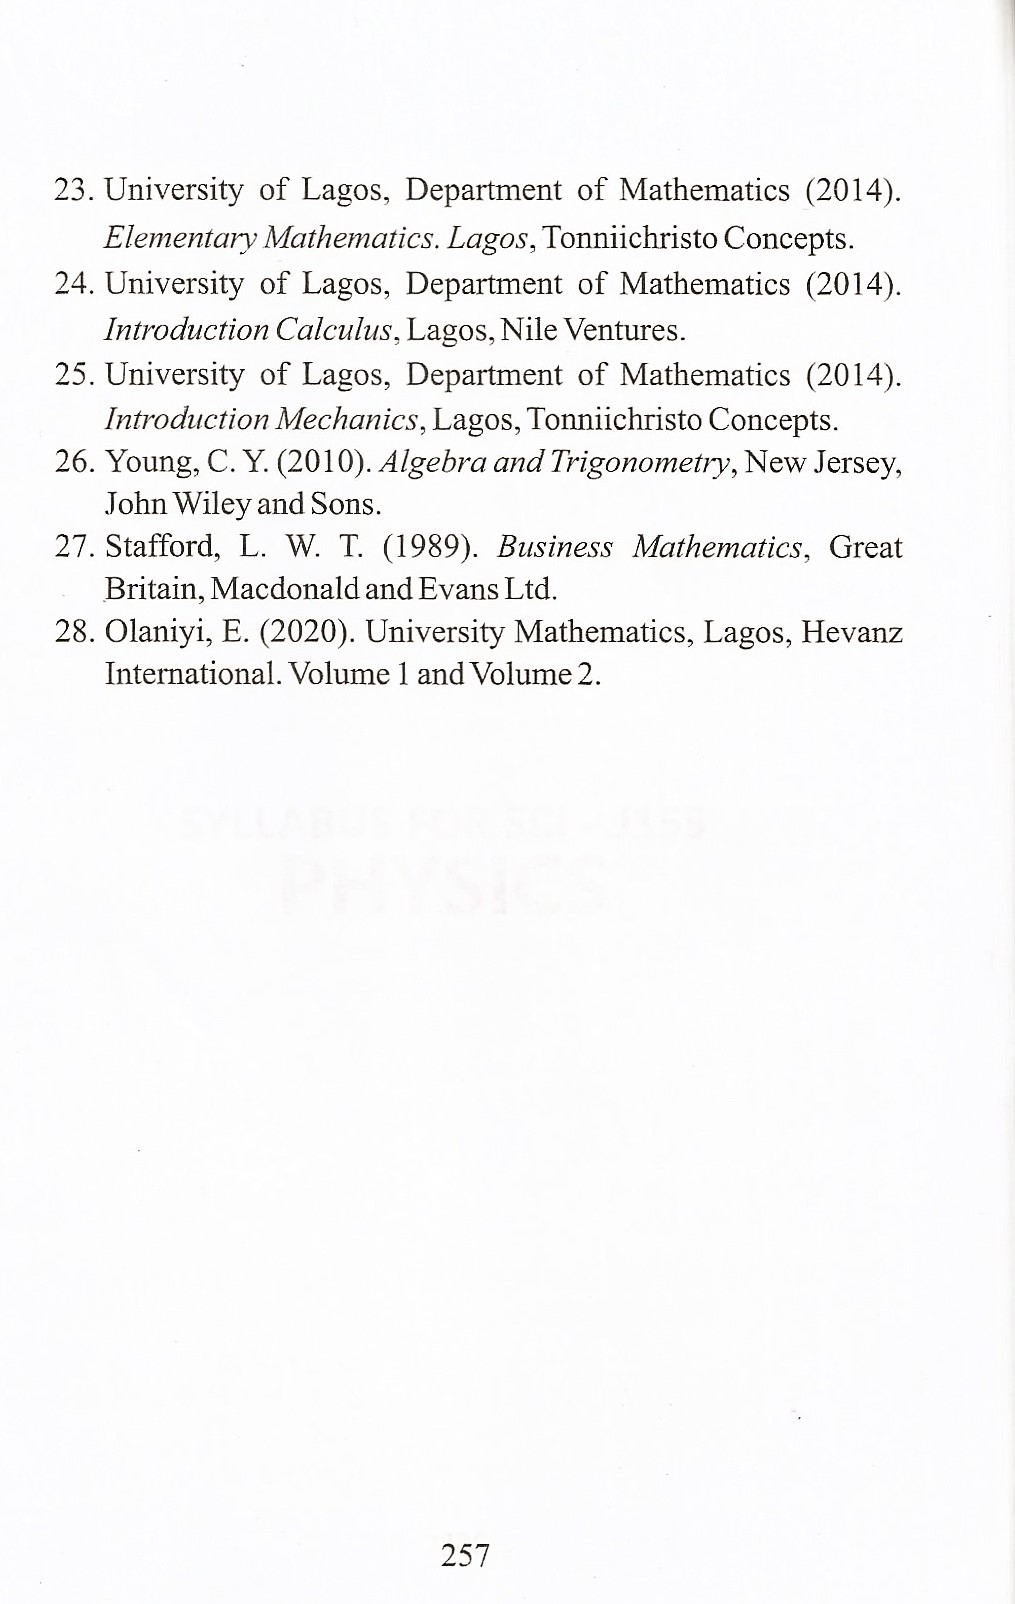 23. University of Lagos, Department of Mathematics (2014).
Elementary Mathematics. Lagos, Tonniichristo Concepts.
24. University of Lagos, Department of Mathematics (2014).
Introduction Calculus, Lagos, Nile Ventures.
25. University of Lagos, Department of Mathematics (2014).
Introduction Mechanics, Lagos, Tonniichristo Concepts.
26. Young, C. Y. (2010). Algebra and Trigonometry, New Jersey,
John Wiley and Sons.
27. Stafford, L. W. T. (1989). Business Mathematics, Great
Britain, Macdonald and Evans Ltd.
28. Olaniyi, E. (2020). University Mathematics, Lagos, Hevanz
International. Volume 1 and Volume 2.
PHYSICS
257